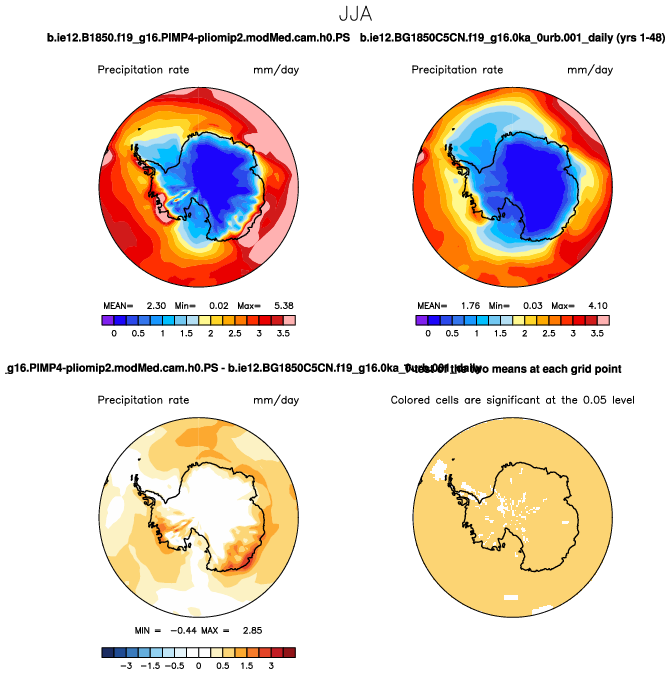 JJA
b.ie12.B1850.f19_g16.PlMP4-pliomip2.modMed.cam.h0.PS b.ie12.BG1850C5CN.f19_g16.0ka_0urb.001_daily (yrs 1-48)
Precipitation rate mm/day Precipitation rate mm/day
MEAN= 2.30 Min= 0.02 Max= 5.38 MEAN= 1.76 Min= 0.03 Max= 4.10
0 0.5 1 1.5 2 2.5 3 3.5 0 0.5 1 1.5 2 2.5 3 3.5
_g16.PlMP4-pliomip2.modMed.cam.h0.PS - b.ie12.BG1850C5CN.f19_g16.0ka_0urb.001_daily
T-test of the two means at each grid point
Precipitation rate mm/day Colored cells are significant at the 0.05 level
MIN = -0.44 MAX = 2.85
-3 -1.5 -0.5 0 0.5 1.5 3